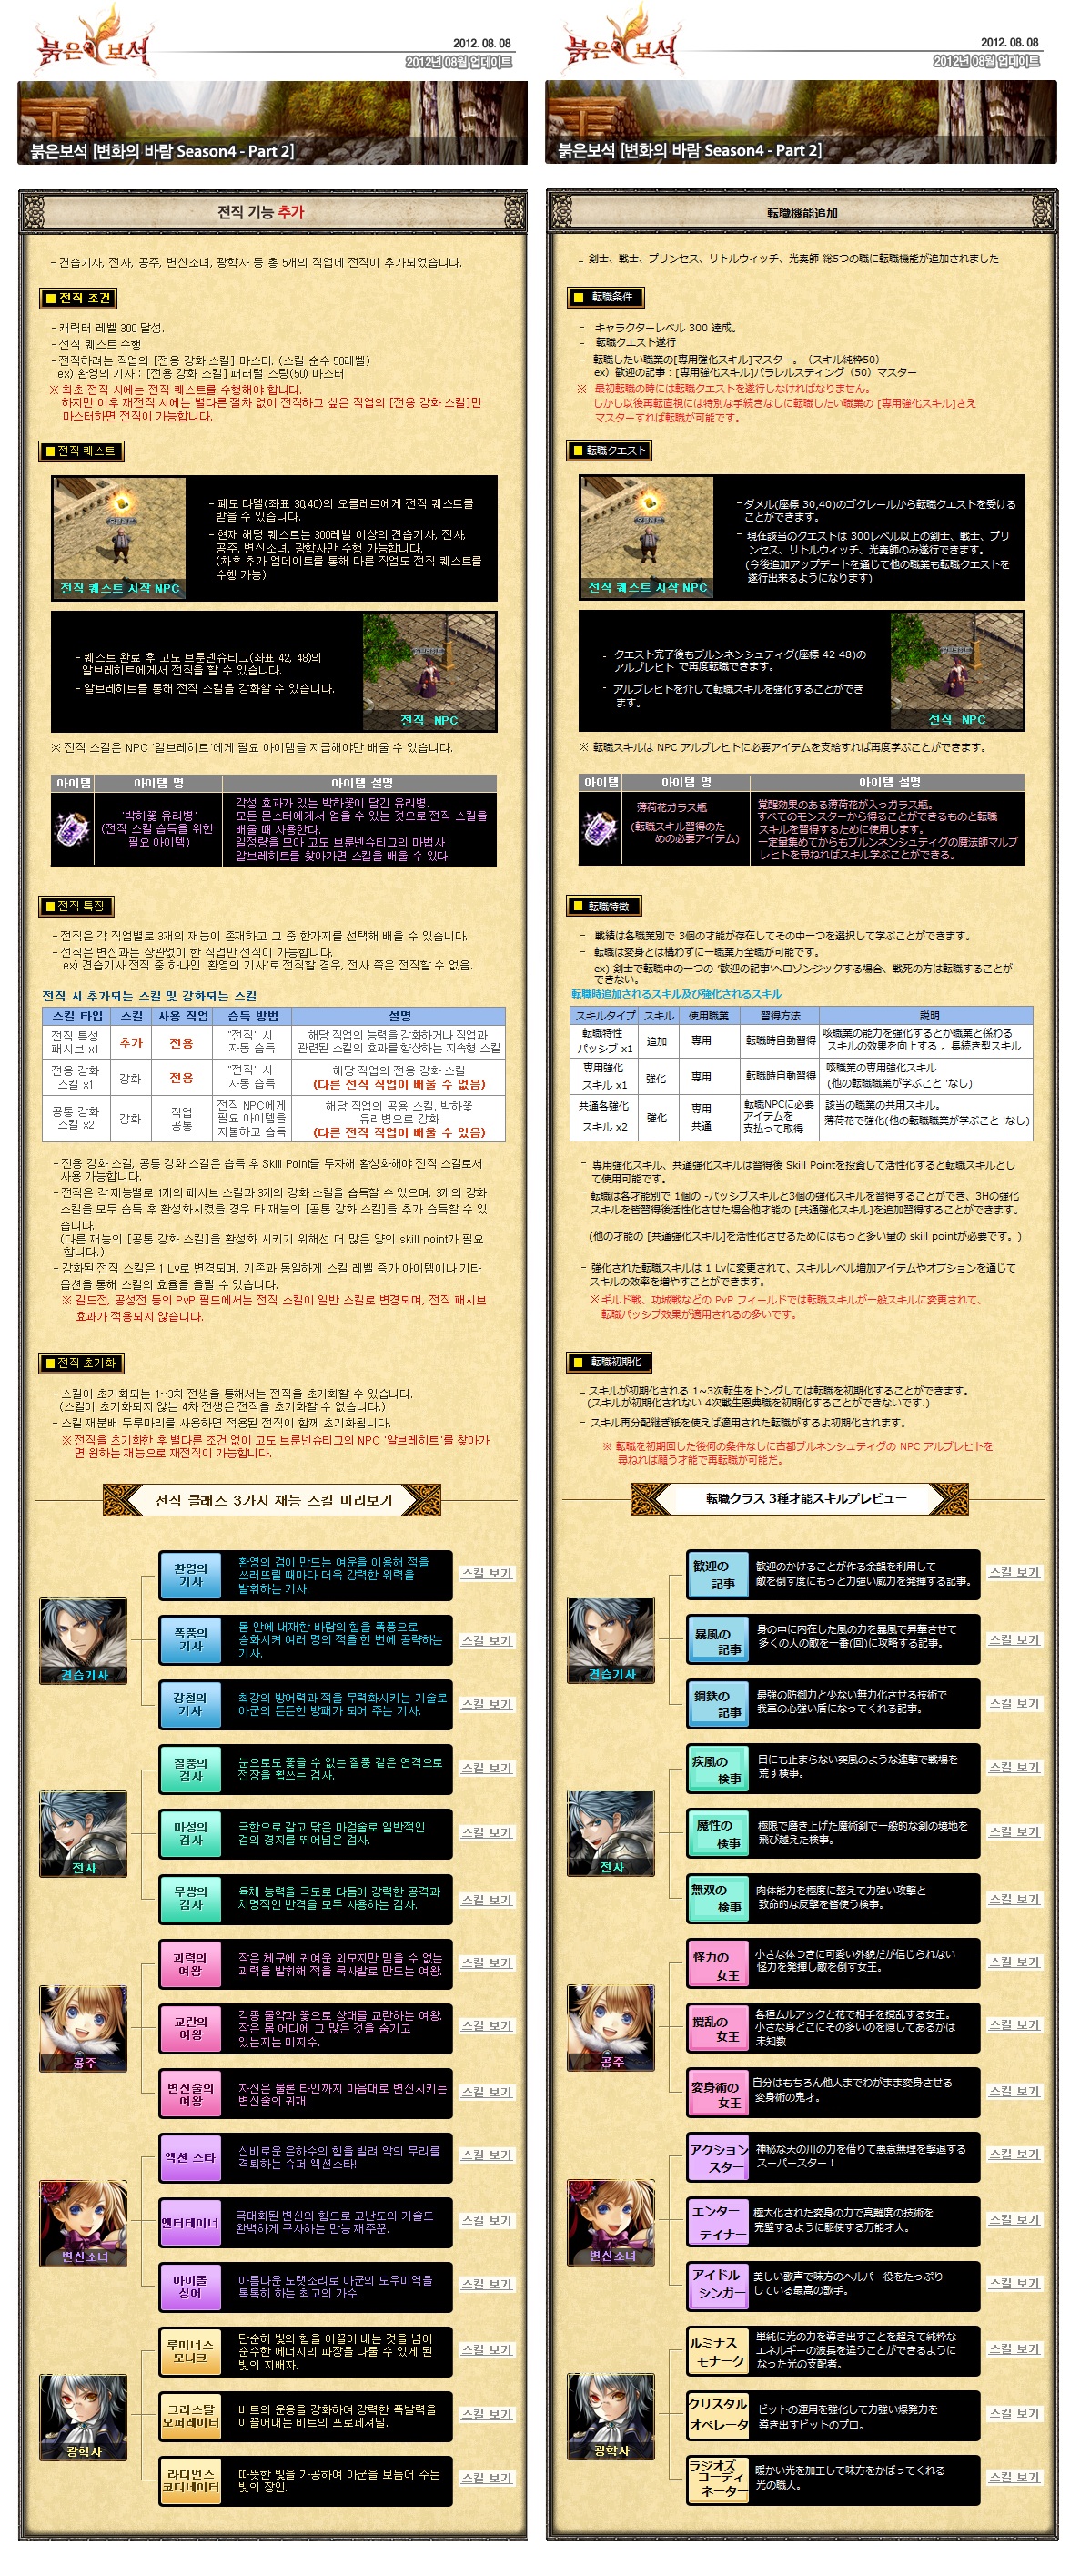 붉은보석
2012. 08. 08
2012년 08월 업데이트
붉은보석 [변화의 바람 Season4 - Part 2]
전직 기능 추가
- 견습기사, 전사, 공주, 변신소녀, 광학사 등 총 5개의 직업에 전직이 추가되었습니다.
전직 조건
- 캐릭터 레벨 300 달성.
- 전직 퀘스트 수행
- 전직하려는 직업의 [전용 강화 스킬] 마스터. (스킬 순수 50레벨)
ex) 환영의 기사 : [전용 강화 스킬] 패러럴 스팅(50) 마스터
※ 최초 전직 시에는 전직 퀘스트를 수행해야 합니다.
하지만 이후 재전직 시에는 별다른 절차 없이 전직하고 싶은 직업의 [전용 강화 스킬]만
마스터하면 전직이 가능합니다.
전직 퀘스트
- 폐도 다멜(좌표 30,40)의 오클레르에게 전직 퀘스트를
받을 수 있습니다.
- 현재 해당 퀘스트는 300레벨 이상의 견습기사, 전사,
공주, 변신소녀, 광학사만 수행 가능합니다.
(차후 추가 업데이트를 통해 다른 직업도 전직 퀘스트를
수행 가능)
전직 퀘스트 시작 NPC
- 퀘스트 완료 후 고도 브룬넨슈티그(좌표 42, 48)의
알브레히트에게서 전직을 할 수 있습니다.
- 알브레히트를 통해 전직 스킬을 강화할 수 있습니다.
전직 NPC
※ 전직 스킬은 NPC '알브레히트'에게 필요 아이템을 지급해야만 배울 수 있습니다.
아이템 아이템 명 아이템 설명
'박하꽃 유리병'
(전직 스킬 습득을 위한
필요 아이템)
각성 효과가 있는 박하꽃이 담긴 유리병.
모든 몬스터에게서 얻을 수 있는 것으로 전직 스킬을
배울 때 사용한다.
일정량을 모아 고도 브룬넨슈티그의 마법사
알브레히트를 찾아가면 스킬을 배울 수 있다.
전직 특징
- 전직은 각 직업별로 3개의 재능이 존재하고 그 중 한가지를 선택해 배울 수 있습니다.
- 전직은 변신과는 상관없이 한 직업만 전직이 가능합니다.
ex) 견습기사 전직 중 하나인 '환영의 기사'로 전직할 경우, 전사 쪽은 전직할 수 없음.
전직 시 추가되는 스킬 및 강화되는 스킬
스킬 타입 스킬 사용 직업 습득 방법 설명
전직 특성
패시브 x1
추가
전용
"전직" 시
자동 습득
해당 직업의 능력을 강화하거나 직업과
관련된 스킬의 효과를 향상하는 지속형 스킬
전용 강화
스킬 x1
강화
전용
"전직" 시
자동 습득
해당 직업의 전용 강화 스킬
(다른 전직 직업이 배울 수 없음)
공통 강화
스킬 x2
강화
직업
공통
전직 NPC에게
필요 아이템을
지불하고 습득
해당 직업의 공용 스킬, 박하꽃
유리병으로 강화
(다른 전직 직업이 배울 수 있음)
- 전용 강화 스킬, 공통 강화 스킬은 습득 후 Skill Point를 투자해 활성화해야 전직 스킬로서
사용 가능합니다.
- 전직은 각 재능별로 1개의 패시브 스킬과 3개의 강화 스킬을 습득할 수 있으며, 3개의 강화
스킬을 모두 습득 후 활성화시켰을 경우 타 재능의 [공통 강화 스킬]을 추가 습득할 수 있
습니다.
(다른 재능의 [공통 강화 스킬]을 활성화 시키기 위해선 더 많은 양의 skill point가 필요
합니다.)
- 강화된 전직 스킬은 1 Lv로 변경되며, 기존과 동일하게 스킬 레벨 증가 아이템이나 기타
옵션을 통해 스킬의 효율을 올릴 수 있습니다.
※ 길드전, 공성전 등의 PvP 필드에서는 전직 스킬이 일반 스킬로 변경되며, 전직 패시브
효과가 적용되지 않습니다.
전직 초기화
- 스킬이 초기화되는 1~3차 전생을 통해서는 전직을 초기화할 수 있습니다.
(스킬이 초기화되지 않는 4차 전생은 전직을 초기화할 수 없습니다.)
- 스킬 재분배 두루마리를 사용하면 적용된 전직이 함께 초기화됩니다.
※ 전직을 초기화한 후 별다른 조건 없이 고도 브룬넨슈티그의 NPC '알브레히트'를 찾아가
면 원하는 재능으로 재전직이 가능합니다.
전직 클래스 3가지 재능 스킬 미리보기
견습기사
환영의
기사
환영의 검이 만드는 여운을 이용해 적을
쓰러뜨릴 때마다 더욱 강력한 위력을
발휘하는 기사.
스킬 보기
폭풍의
기사
몸 안에 내재한 바람의 힘을 폭풍으로
승화시켜 여러 명의 적을 한 번에 공략하는
기사.
스킬 보기
강철의
기사
최강의 방어력과 적을 무력화시키는 기술로
아군의 든든한 방패가 되어 주는 기사.
스킬 보기
전사
질풍의
검사
눈으로도 쫓을 수 없는 질풍 같은 연격으로
전장을 휩쓰는 검사.
스킬 보기
마성의
검사
극한으로 갈고 닦은 마검술로 일반적인
검의 경지를 뛰어넘은 검사.
스킬 보기
무쌍의
검사
육체 능력을 극도로 다듬어 강력한 공격과
치명적인 반격을 모두 사용하는 검사.
스킬 보기
공주
괴력의
여왕
작은 체구에 귀여운 외모지만 믿을 수 없는
괴력을 발휘해 적을 묵사발로 만드는 여왕.
스킬 보기
교란의
여왕
각종 물약과 꽃으로 상대를 교란하는 여왕.
작은 몸 어디에 그 많은 것을 숨기고
있는지는 미지수.
스킬 보기
변신술의
여왕
자신은 물론 타인까지 마음대로 변신시키는
변신술의 귀재.
스킬 보기
변신소녀
액션 스타
신비로운 은하수의 힘을 빌려 악의 무리를
격퇴하는 슈퍼 액션스타!
스킬 보기
엔터테이너
극대화된 변신의 힘으로 고난도의 기술도
완벽하게 구사하는 만능 재주꾼.
스킬 보기
아이돌
싱어
아름다운 노랫소리로 아군의 도우미역을
톡톡히 하는 최고의 가수.
스킬 보기
광학사
루미너스
모나크
단순히 빛의 힘을 이끌어 내는 것을 넘어
순수한 에너지의 파장을 다룰 수 있게 된
빛의 지배자.
스킬 보기
크리스탈
오퍼레이터
비트의 운용을 강화하여 강력한 폭발력을
이끌어내는 비트의 프로페셔널.
스킬 보기
라디언스
코디네이터
따뜻한 빛을 가공하여 아군을 보듬어 주는
빛의 장인.
스킬 보기
붉은보석
2012. 08. 08
2012년 08월 업데이트
붉은보석 [변화의 바람 Season4 - Part 2]
転職機能追加
- 剣士、戦士、プリンセス、リトルウィッチ、光奏師 総5つの職に転職機能が追加されました
転職条件
- キャラクターレベル 300 達成。
- 転職クエスト遂行
- 転職したい職業の[専用強化スキル]マスター。（スキル純粋50）
ex）歓迎の記事：[専用強化スキル]パラレルスティング（50）マスター
※ 最初転職の時には転職クエストを遂行しなければなりません。
しかし以後再転直視には特別な手続きなしに転職したい職業の [専用強化スキル]さえ
マスターすれば転職が可能です。
転職クエスト
- ダメル(座標 30,40)のゴクレールから転職クエストを受ける
ことができます。
- 現在該当のクエストは 300レベル以上の剣士、戦士、プリ
ンセス、リトルウィッチ、光奏師のみ遂行できます。
(今後追加アップデートを通じて他の職業も転職クエストを
遂行出来るようになります)
전직 퀘스트 시작 NPC
- クエスト完了後もブルンネンシュティグ(座標 42 48)の
アルブレヒト で再度転職できます。
- アルブレヒトを介して転職スキルを強化することができ
ます。
전직 NPC
※ 転職スキルは NPC アルブレヒトに必要アイテムを支給すれば再度学ぶことができます。
아이템 아이템 명 아이템 설명
薄荷花ガラス瓶
(転職スキル習得のた
めの必要アイテム)
覚醒効果のある薄荷花が入っガラス瓶。
すべてのモンスターから得ることができるものと転職
スキルを習得するために使用します。
一定量集めてからもブルンネンシュティグの魔法師マルブ
レヒトを尋ねればスキル学ぶことができる。
転職特徴
- 戦績は各職業別で 3個の才能が存在してその中一つを選択して学ぶことができます。
- 転職は変身とは構わずに一職業万全職が可能です。
ex) 剣士で転職中の一つの '歓迎の記事'へロゾンジックする場合、戦死の方は転職することが
できない。
転職時追加されるスキル及び強化されるスキル
スキルタイプ スキル 使用職業 習得方法 説明
転職特性
パッシブ x1
追加
専用
転職時自動習得
咳職業の能力を強化するとか職業と係わる
スキルの効果を向上する 。長続き型スキル
専用強化
スキル x1
強化
専用
転職時自動習得
咳職業の専用強化スキル
(他の転職職業が学ぶこと 'なし)
共通各強化
スキル x2
強化
専用
共通
転職NPCに必要
アイテムを
支払って取得
該当の職業の共用スキル。
薄荷花で強化(他の転職職業が学ぶこと 'なし)
- 専用強化スキル、共通強化スキルは習得後 Skill Pointを投資して活性化すると転職スキルとし
て使用可能です。
- 転職は各才能別で 1個の -パッシブスキルと3個の強化スキルを習得することができ、3Hの強化
スキルを皆習得後活性化させた場合他才能の [共通強化スキル]を追加習得することができます。
(他の才能の [共通強化スキル]を活性化させるためにはもっと多い量の skill pointが必要です。)
- 強化された転職スキルは 1 Lvに変更されて、スキルレベル増加アイテムやオプションを通じて
スキルの効率を増やすことができます。
※ ギルド戦、功城戦などの PvP フィールドでは転職スキルが一般スキルに変更されて、
転職パッシブ効果が適用されるの多いです。
転職初期化
- スキルが初期化される 1~3次転生をトングしては転職を初期化することができます。
(スキルが初期化されない 4次戦生恩典職を初期化することができないです.)
- スキル再分配継ぎ紙を使えば適用された転職がするよ初期化されます。
※ 転職を初期回した後何の条件なしに古都ブルネンシュティグの NPC アルブレヒトを
尋ねれば願う才能で再転職が可能だ。
転職クラス 3種才能スキルプレビュー
견습기사
歓迎の
記事
歓迎のかけることが作る余韻を利用して
敵を倒す度にもっと力強い威力を発揮する記事。
스킬 보기
暴風の
記事
身の中に内在した風の力を暴風で昇華させて
多くの人の敵を一番(回)に攻略する記事。
스킬 보기
鋼鉄の
記事
最強の防御力と少ない無力化させる技術で
我軍の心強い盾になってくれる記事。
스킬 보기
전사
疾風の
検事
目にも止まらない突風のような連撃で戦場を
荒す検事。
스킬 보기
魔性の
検事
極限で磨き上げた魔術剣で一般的な剣の境地を
飛び越えた検事。
스킬 보기
無双の
検事
肉体能力を極度に整えて力強い攻撃と
致命的な反撃を皆使う検事。
스킬 보기
공주
怪力の
女王
小さな体つきに可愛い外貌だが信じられない
怪力を発揮し敵を倒す女王。
스킬 보기
撹乱の
女王
各種ムルアックと花で相手を撹乱する女王。
小さな身どこにその多いのを隠してあるかは
未知数
스킬 보기
変身術の
女王
自分はもちろん他人までわがまま変身させる
変身術の鬼才。
스킬 보기
변신소녀
アクション
スター
神秘な天の川の力を借りて悪意無理を撃退する
スーパースター！
스킬 보기
エンター
テイナー
極大化された変身の力で高難度の技術を
完璧するように駆使する万能才人。
스킬 보기
アイドル
シンガー
美しい歌声で味方のヘルパー役をたっぷり
している最高の歌手。
스킬 보기
광학사
ルミナス
モナーク
単純に光の力を導き出すことを超えて純粋な
エネルギーの波長を違うことができるように
なった光の支配者。
스킬 보기
クリスタル
オペレータ
ビットの運用を強化して力強い爆発力を
導き出すビットのプロ。
스킬 보기
ラジオズ
コーディ
ネーター
暖かい光を加工して味方をかばってくれる
光の職人。
스킬 보기